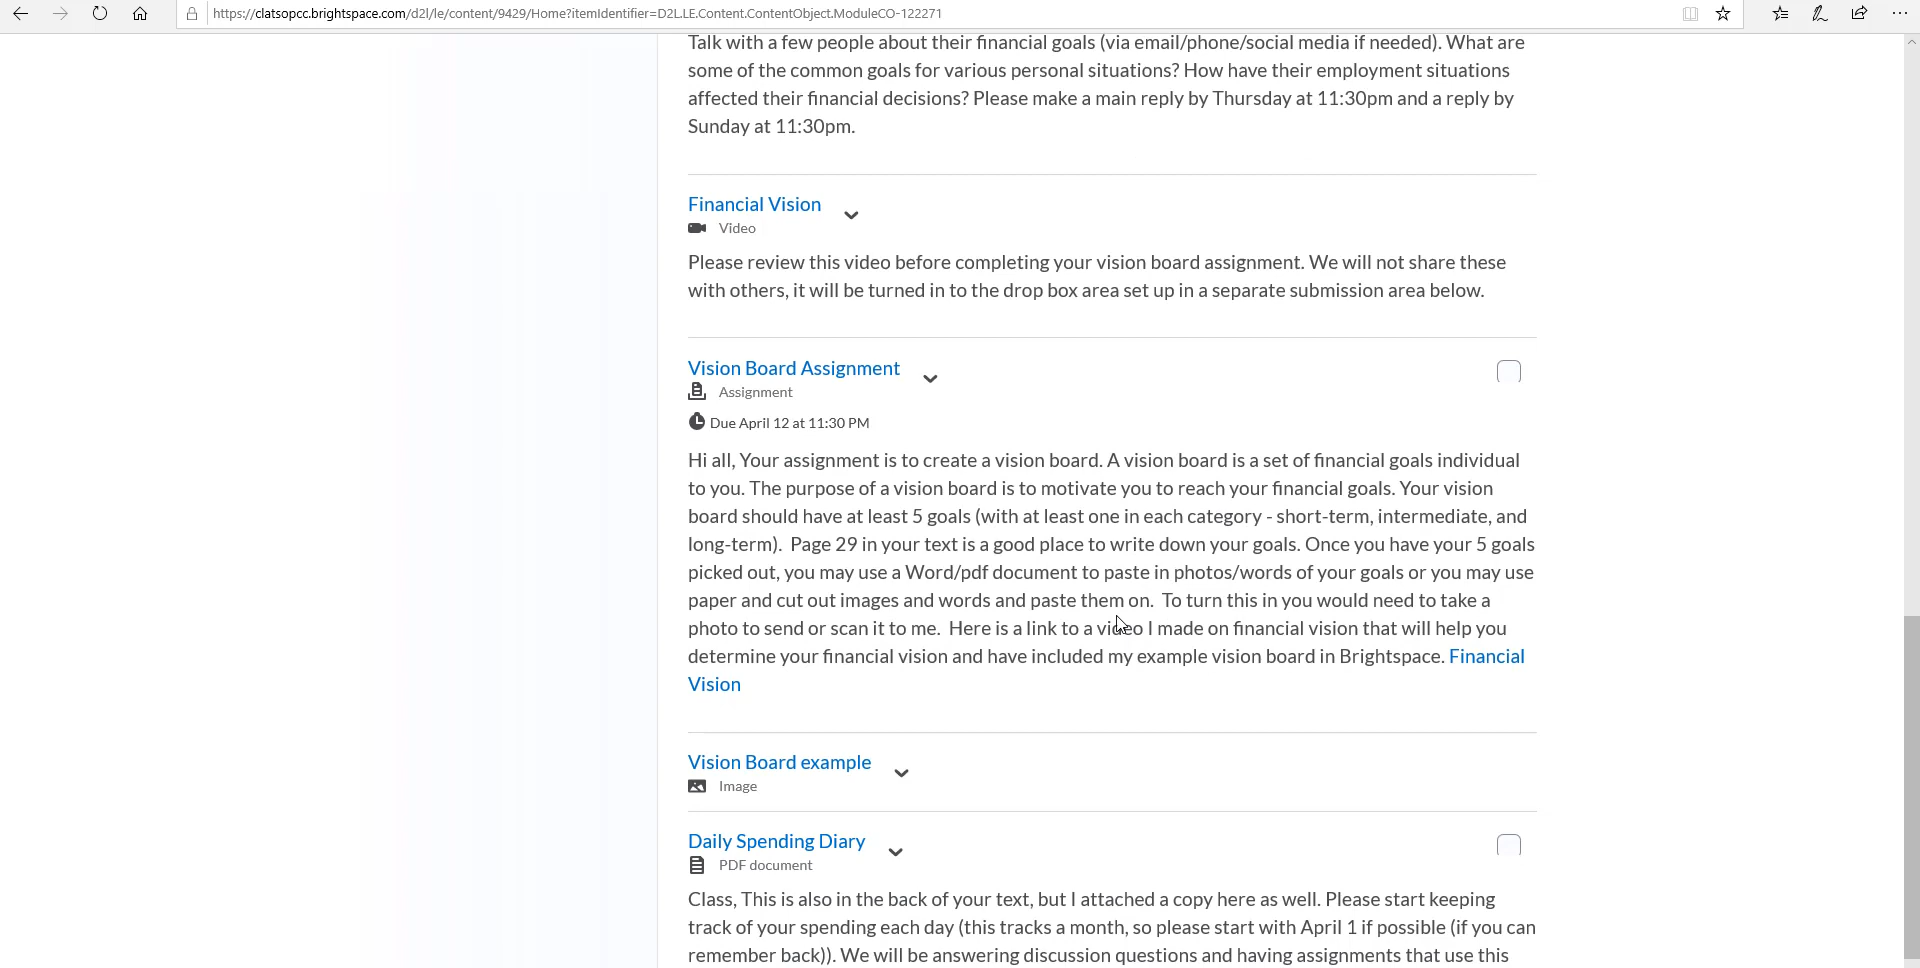 https://clatsopcc.brightspace.com/d2l/le/content/9429/Home?itemIdentifier=D2L.LE.Content.ContentObject.ModuleCO-122271
Talk with a few people about their financial goals (via email/phone/social media if needed). What are
some of the common goals for various personal situations? How have their employment situations
affected their financial decisions? Please make a main reply by Thursday at 11:30pm and a reply by
Sunday at 11:30pm.
Financial Vision
Video
Please review this video before completing your vision board assignment. We will not share these
with others, it will be turned in to the drop box area set up in a separate submission area below.
Vision Board Assignment
Assignment
Due April 12 at 11:30 PM
Hi all, Your assignment is to create a vision board. A vision board is a set of financial goals individual
to you. The purpose of a vision board is to motivate you to reach your financial goals. Your vision
board should have at least 5 goals (with at least one in each category - short-term, intermediate, and
long-term).  Page 29 in your text is a good place to write down your goals. Once you have your 5 goals
picked out, you may use a Word/pdf document to paste in photos/words of your goals or you may use
paper and cut out images and words and paste them on.  To turn this in you would need to take a
photo to send or scan it to me.  Here is a link to a video I made on financial vision that will help you
determine your financial vision and have included my example vision board in Brightspace. Financial
Vision
Vision Board example
Image
Daily Spending Diary
PDF document
Class, This is also in the back of your text, but I attached a copy here as well. Please start keeping
track of your spending each day (this tracks a month, so please start with April 1 if possible (if you can
remember back)). We will be answering discussion questions and having assignments that use this